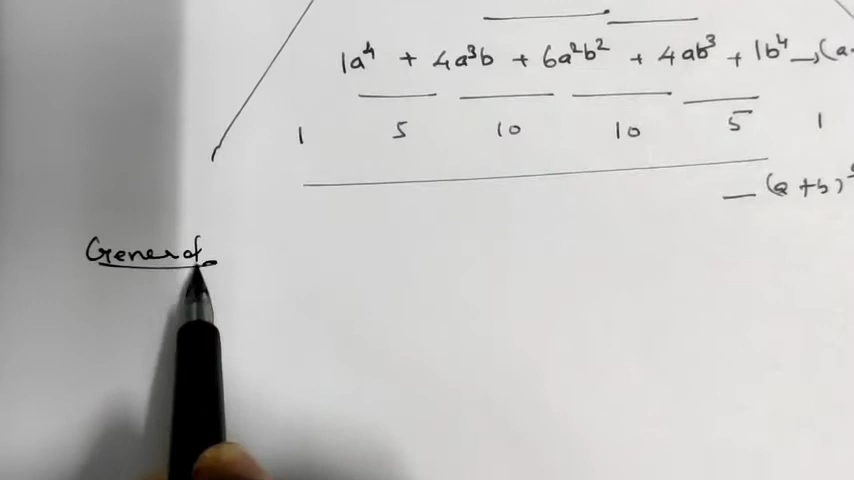 1a⁴ + 4a³b + 6a²b² + 4ab³ + 1b⁴ → (a
1 5 10 10 5 1
(a + b)
General